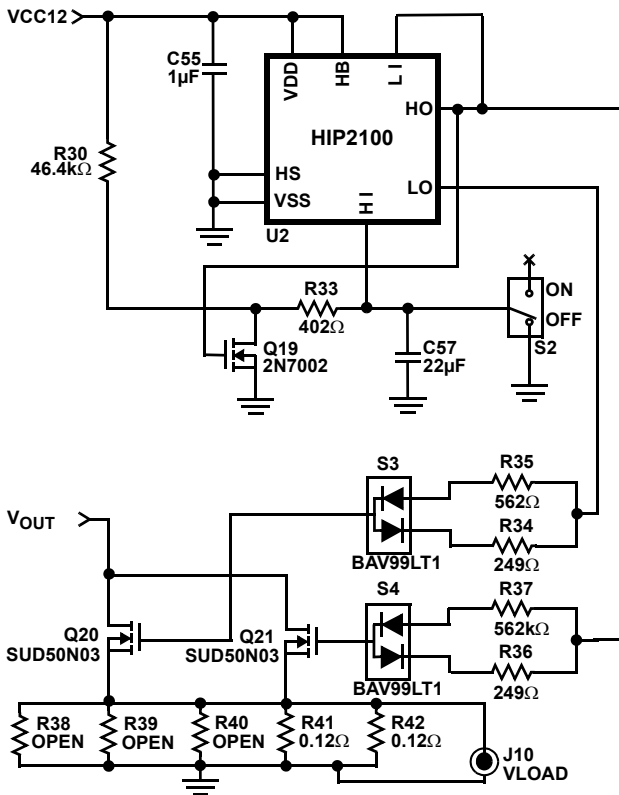 VCC12
C55
1µF
VDD
HB
LI
HO
HIP2100
R30
46.4kΩ
HS
LO
VSS
HI
U2
R33
402Ω
ON
OFF
S2
Q19
2N7002
C57
22µF
S3
R35
562Ω
VOUT
R34
249Ω
BAV99LT1
S4
R37
562kΩ
Q20
SUD50N03
Q21
SUD50N03
R36
249Ω
BAV99LT1
R38
OPEN
R39
OPEN
R40
OPEN
R41
0.12Ω
R42
0.12Ω
J10
VLOAD